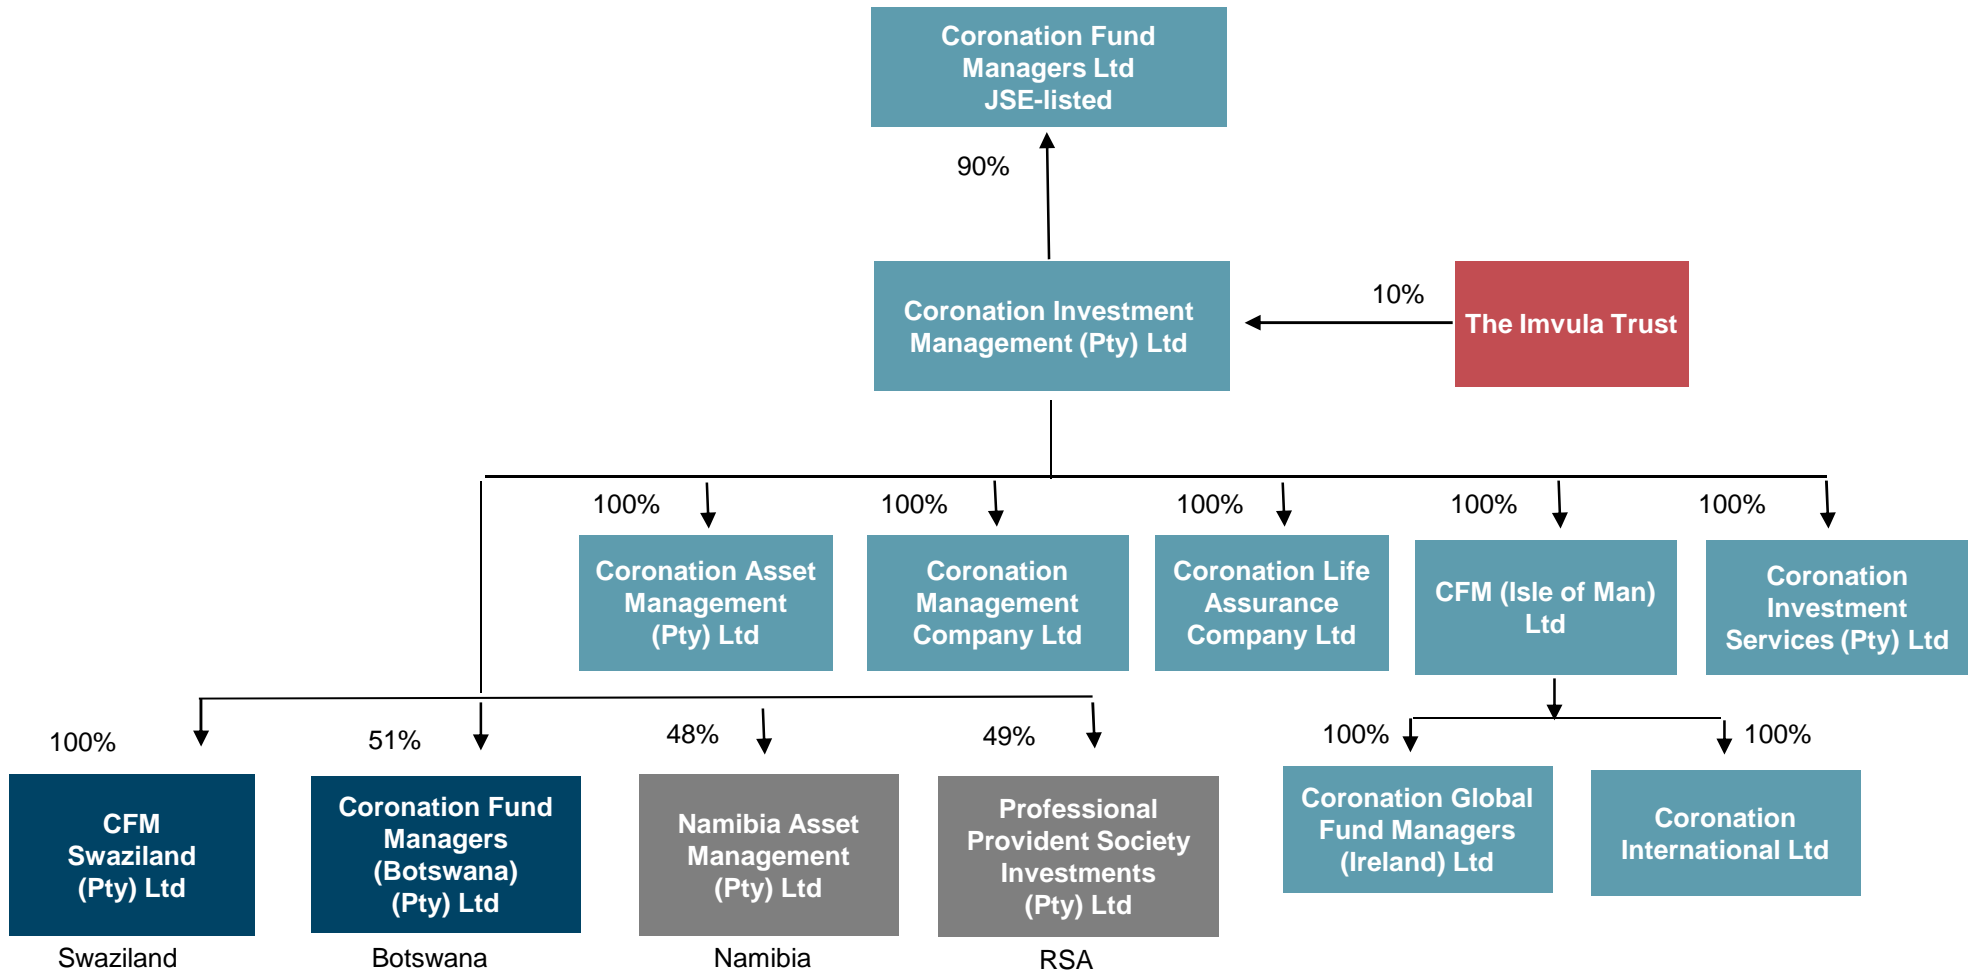 Coronation Fund
Managers Ltd
JSE-listed
90%
Coronation Investment
Management (Pty) Ltd
10%
The Imvula Trust
100%
100%
100%
100%
100%
Coronation Asset
Management
(Pty) Ltd
Coronation
Management
Company Ltd
Coronation Life
Assurance
Company Ltd
CFM (Isle of Man)
Ltd
Coronation
Investment
Services (Pty) Ltd
100%
51%
48%
49%
100%
100%
CFM
Swaziland
(Pty) Ltd
Coronation Fund
Managers
(Botswana)
(Pty) Ltd
Namibia Asset
Management
(Pty) Ltd
Professional
Provident Society
Investments
(Pty) Ltd
Coronation Global
Fund Managers
(Ireland) Ltd
Coronation
International Ltd
Swaziland
Botswana
Namibia
RSA